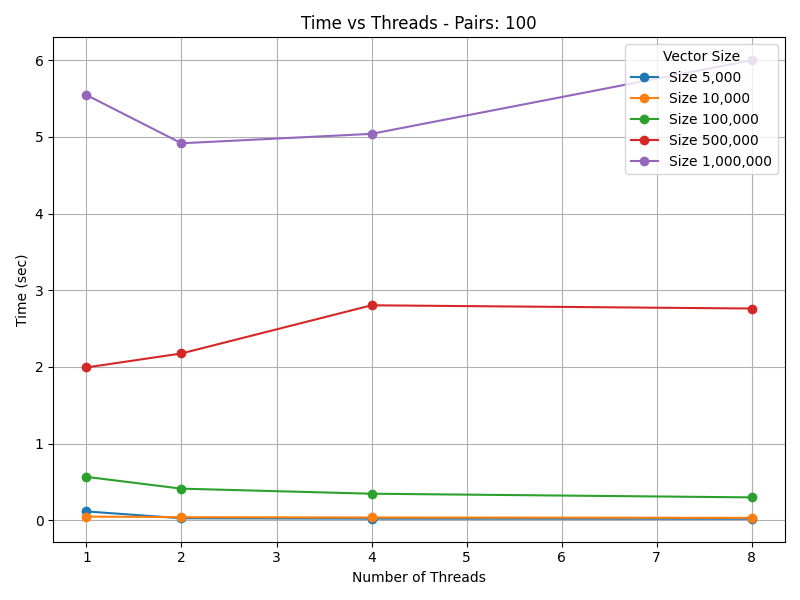 Time vs Threads - Pairs: 100
Time (sec)
6
5
4
3
2
1
0
Vector Size
Size 5,000
Size 10,000
Size 100,000
Size 500,000
Size 1,000,000
1 2 3 4 5 6 7 8
Number of Threads